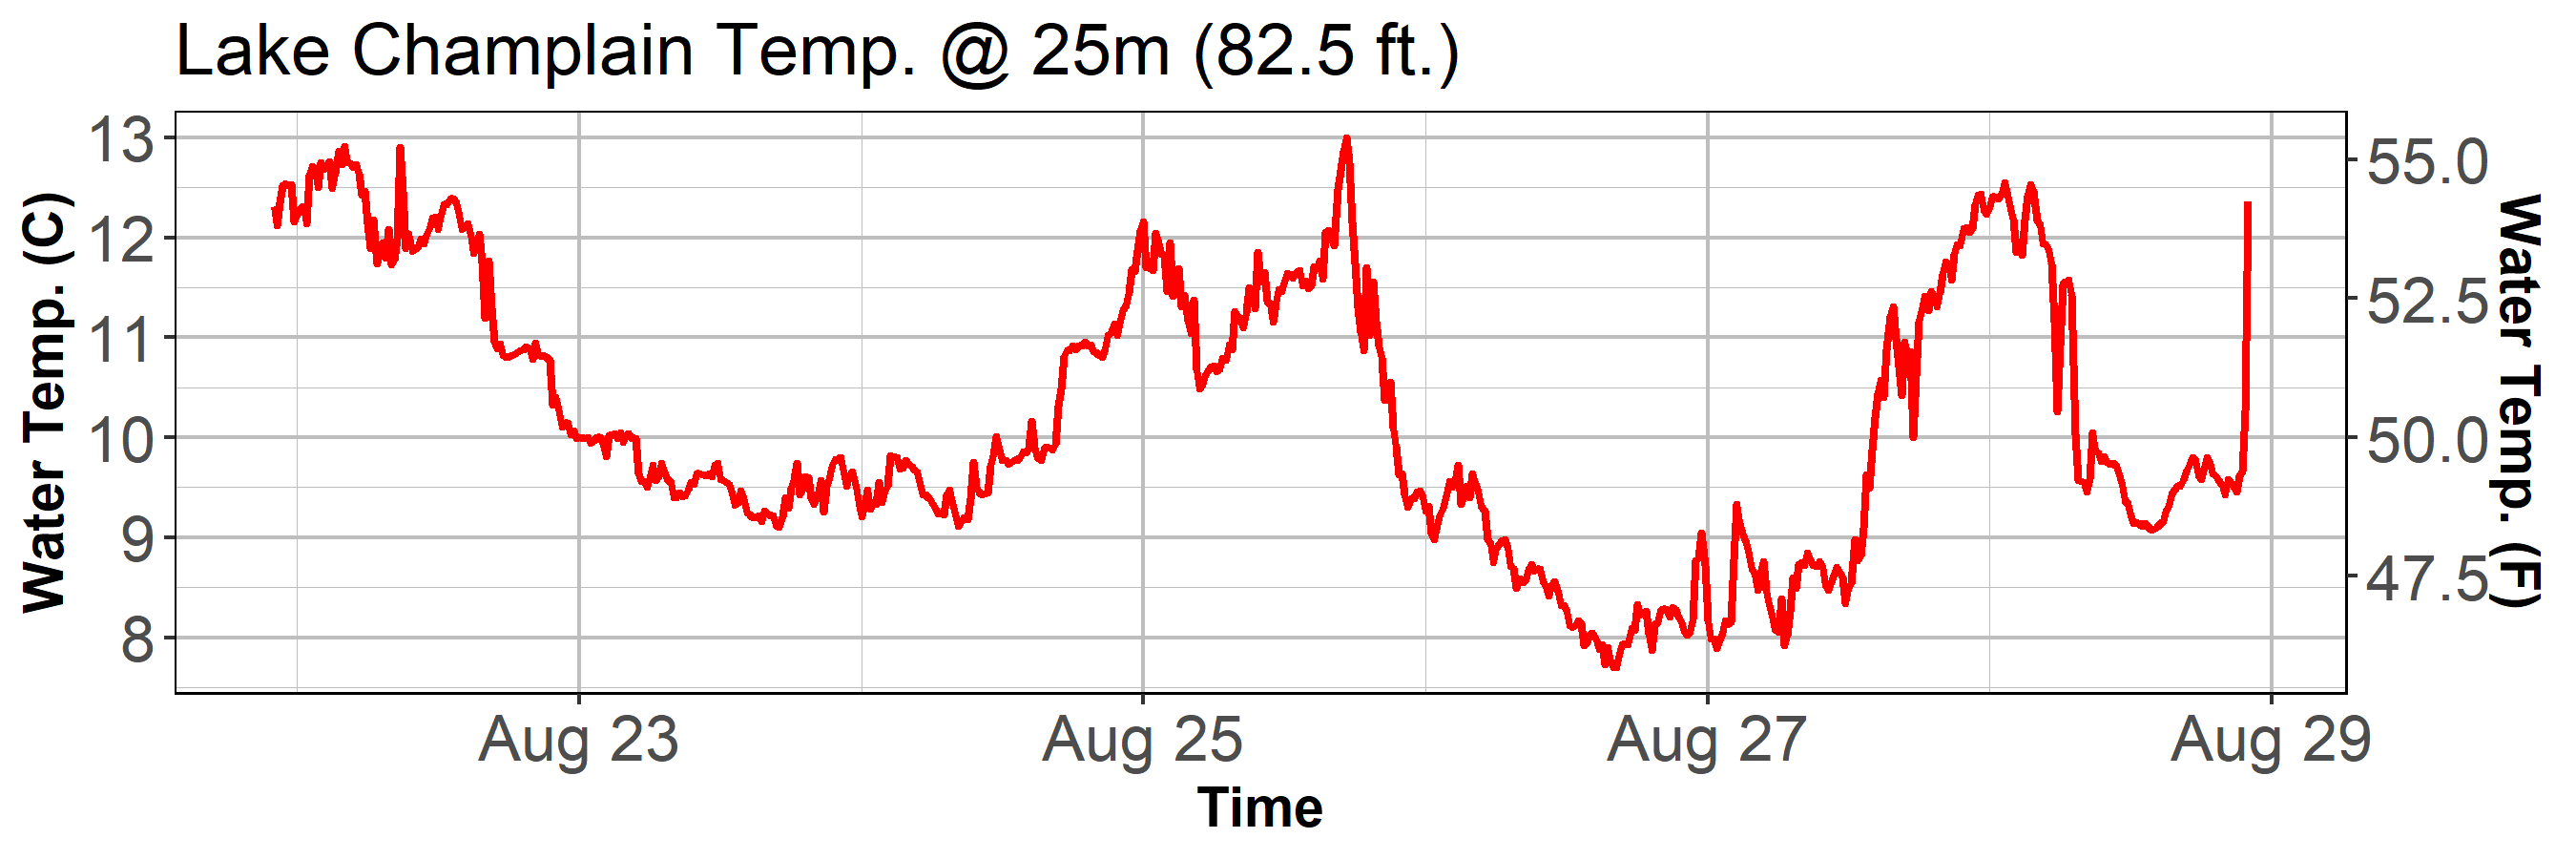 Lake Champlain Temp. @ 25m (82.5 ft.)
13
12
11
10
9
8
Water Temp. (C)
55.0
52.5
50.0
47.5
Water Temp. (F)
Aug 23 Aug 25 Aug 27 Aug 29
Time